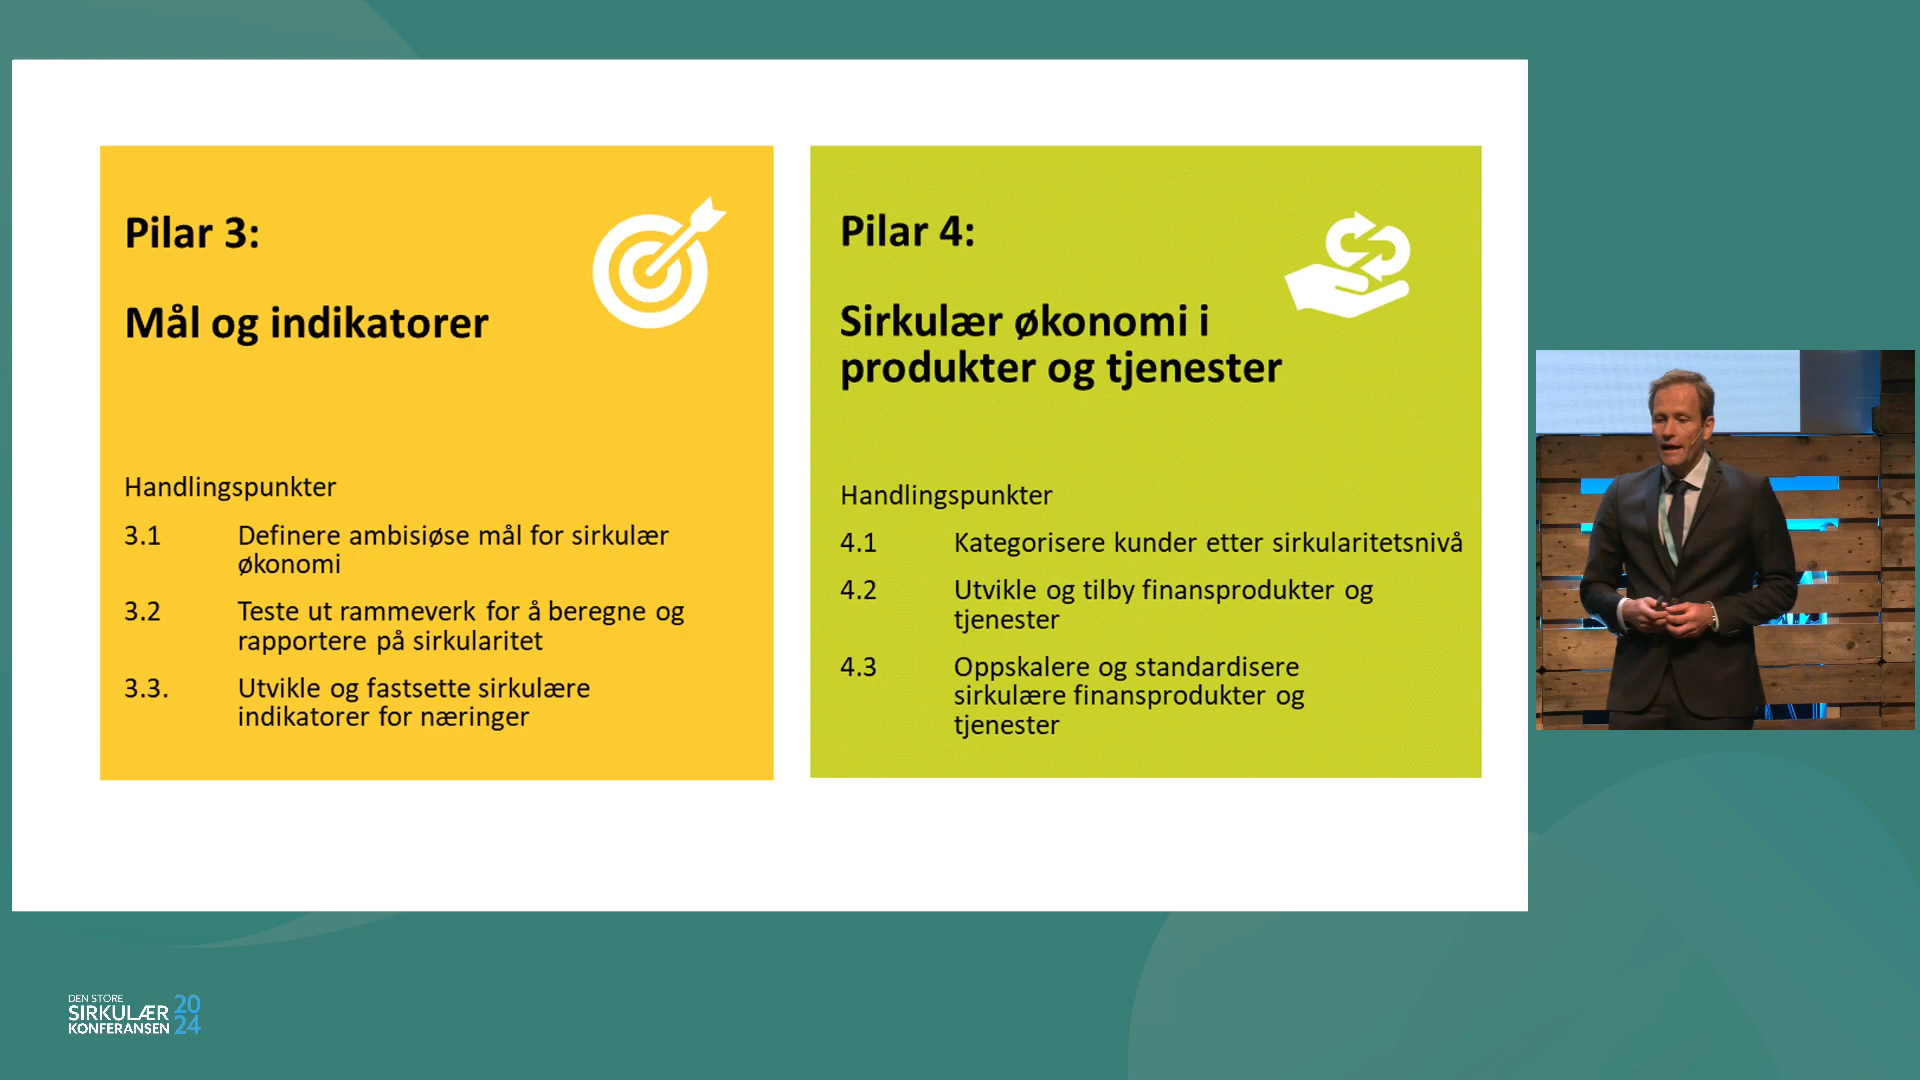 Pilar 3:
Mål og indikatorer
Handlingspunkter
3.1 Definere ambisiøse mål for sirkulær
økonomi
3.2 Teste ut rammeverk for å beregne og
rapportere på sirkularitet
3.3. Utvikle og fastsette sirkulære
indikatorer for næringer
Pilar 4:
Sirkulær økonomi i
produkter og tjenester
Handlingspunkter
4.1 Kategorisere kunder etter sirkularitetsnivå
4.2 Utvikle og tilby finansprodukter og
tjenester
4.3 Oppskalere og standardisere
sirkulære finansprodukter og
tjenester
DEN STORE
SIRKULÆR
KONFERANSEN
20
24